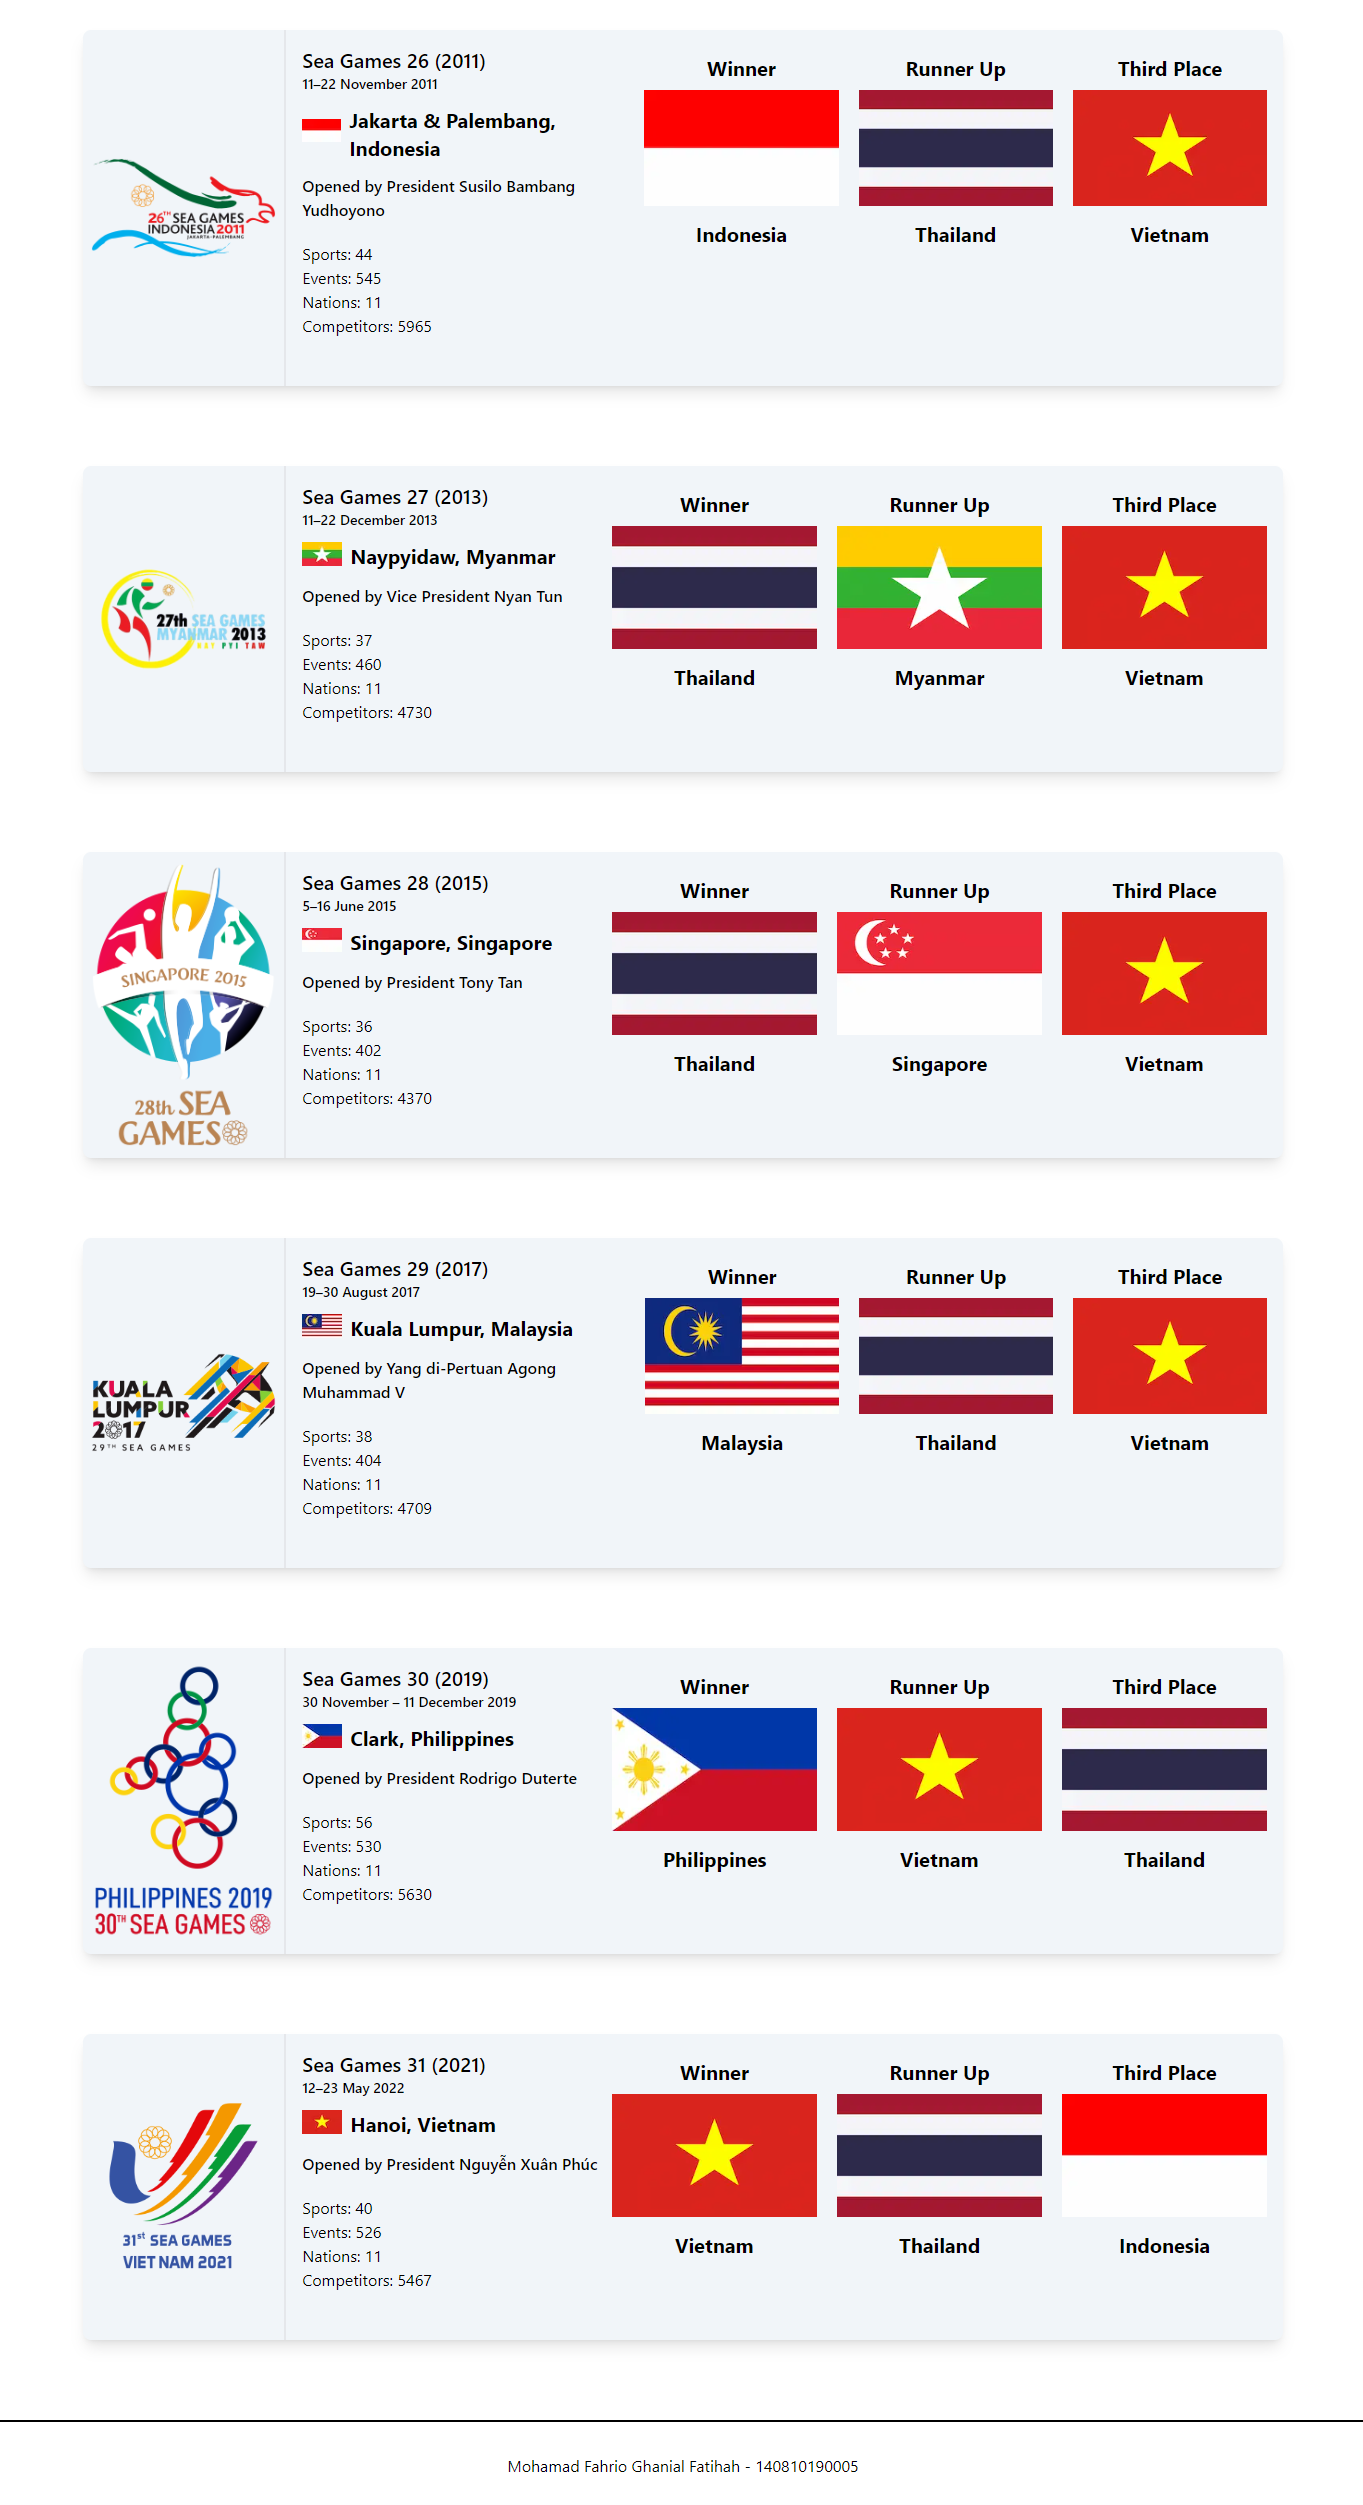 26TH SEA GAMES
INDONESIA 2011
JAKARTA-PALEMBANG
Sea Games 26 (2011)
11–22 November 2011
Jakarta & Palembang,
Indonesia
Opened by President Susilo Bambang
Yudhoyono
Sports: 44
Events: 545
Nations: 11
Competitors: 5965
Winner
Indonesia
Runner Up
Thailand
Third Place
Vietnam
27th SEA GAMES
MYANMAR 2013
NAY PYI TAW
Sea Games 27 (2013)
11–22 December 2013
Naypyidaw, Myanmar
Opened by Vice President Nyan Tun
Sports: 37
Events: 460
Nations: 11
Competitors: 4730
Winner
Thailand
Runner Up
Myanmar
Third Place
Vietnam
SINGAPORE 2015
28th SEA
GAMES
Sea Games 28 (2015)
5–16 June 2015
Singapore, Singapore
Opened by President Tony Tan
Sports: 36
Events: 402
Nations: 11
Competitors: 4370
Winner
Thailand
Runner Up
Singapore
Third Place
Vietnam
KUALA
LUMPUR
2017
29TH SEA GAMES
Sea Games 29 (2017)
19–30 August 2017
Kuala Lumpur, Malaysia
Opened by Yang di-Pertuan Agong
Muhammad V
Sports: 38
Events: 404
Nations: 11
Competitors: 4709
Winner
Malaysia
Runner Up
Thailand
Third Place
Vietnam
PHILIPPINES 2019
30TH SEA GAMES
Sea Games 30 (2019)
30 November – 11 December 2019
Clark, Philippines
Opened by President Rodrigo Duterte
Sports: 56
Events: 530
Nations: 11
Competitors: 5630
Winner
Philippines
Runner Up
Vietnam
Third Place
Thailand
31st SEA GAMES
VIET NAM 2021
Sea Games 31 (2021)
12–23 May 2022
Hanoi, Vietnam
Opened by President Nguyễn Xuân Phúc
Sports: 40
Events: 526
Nations: 11
Competitors: 5467
Winner
Vietnam
Runner Up
Thailand
Third Place
Indonesia
Mohamad Fahrio Ghanial Fatihah - 140810190005